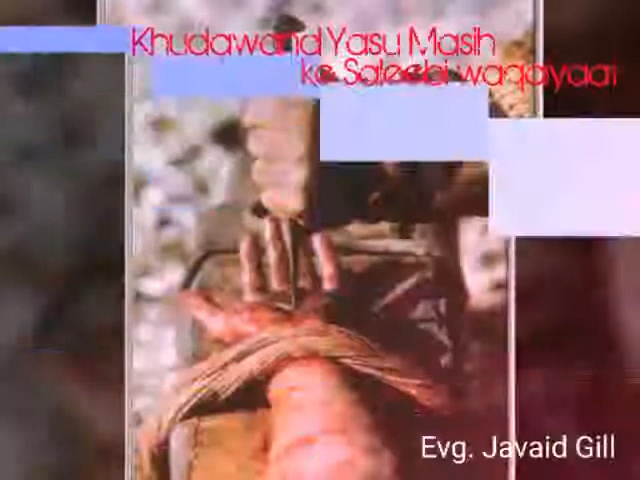 Khudawand Yasu Masih
ke Saleebi waqayaat
Evg. Javaid Gill